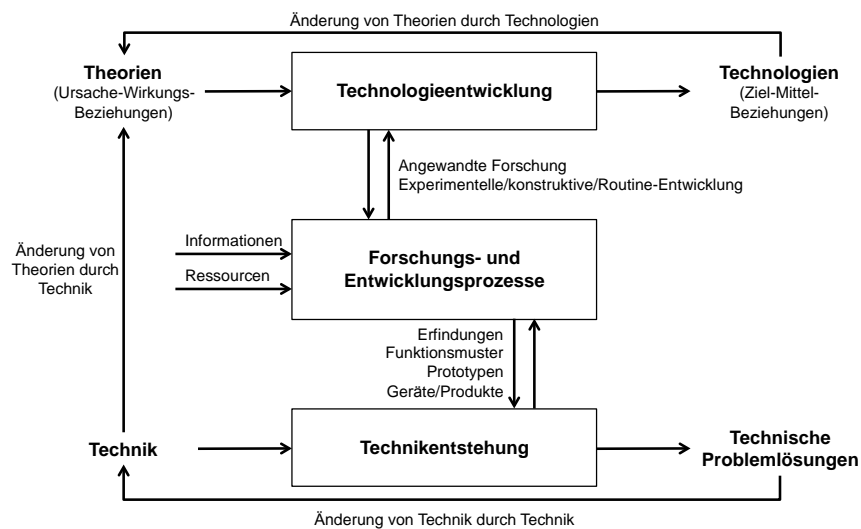 Änderung von Theorien durch Technologien
Theorien
(Ursache-Wirkungs-
Beziehungen)
Technologieentwicklung
Technologien
(Ziel-Mittel-
Beziehungen)
Angewandte Forschung
Experimentelle/konstruktive/Routine-Entwicklung
Änderung von
Theorien durch
Technik
Informationen
Ressourcen
Forschungs- und
Entwicklungsprozesse
Erfindungen
Funktionsmuster
Prototypen
Geräte/Produkte
Technik
Technikentstehung
Technische
Problemlösungen
Änderung von Technik durch Technik